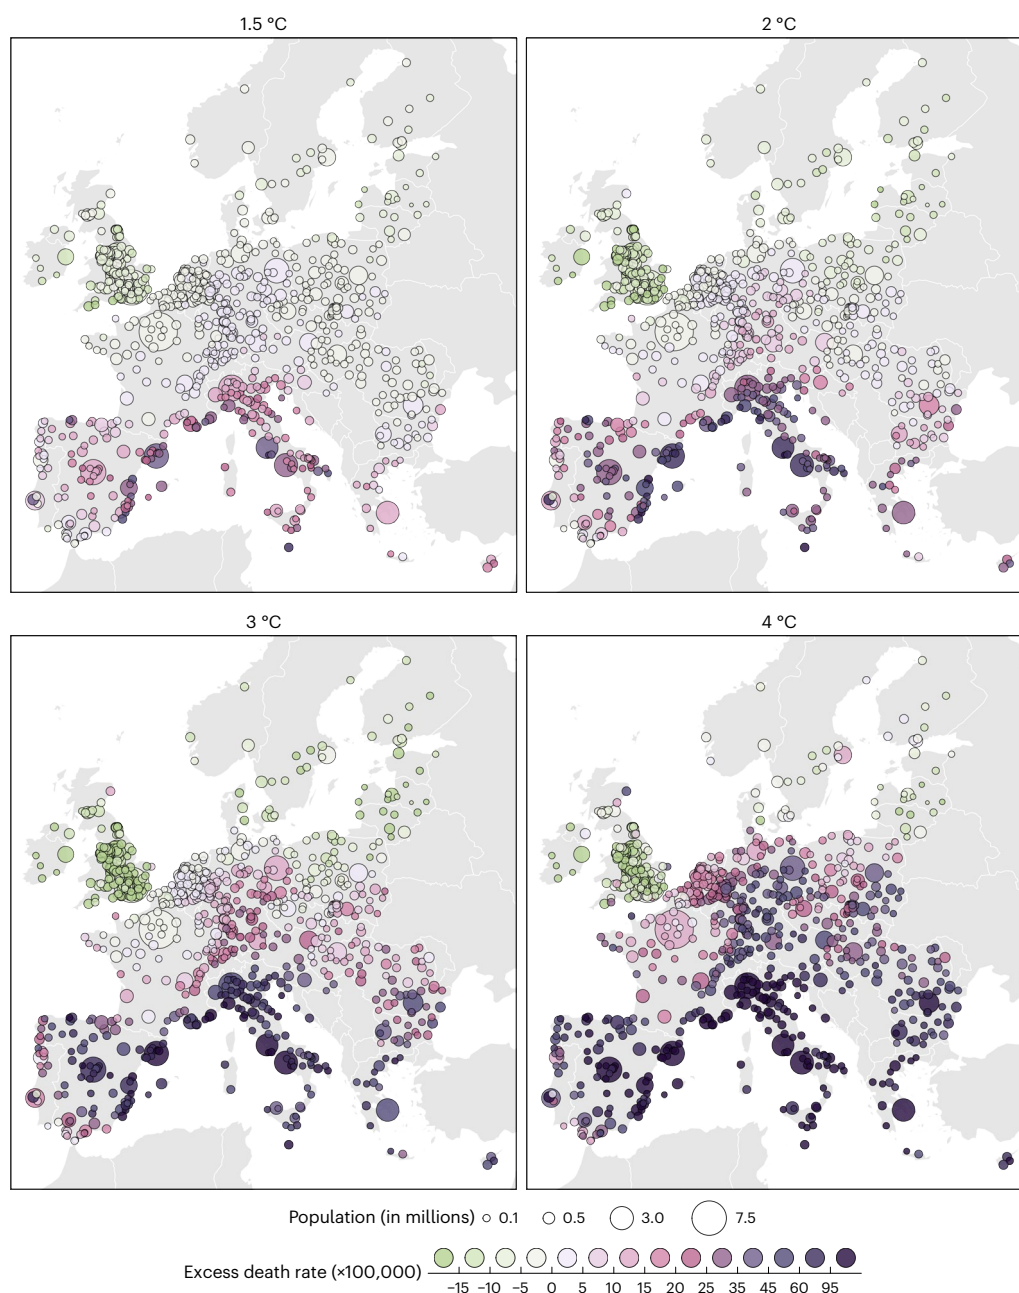 1.5 °C
2 °C
3 °C
4 °C
Population (in millions) 0.1 0.5 3.0 7.5
Excess death rate (×100,000)
−15 −10 −5 0 5 10 15 20 25 35 45 60 95